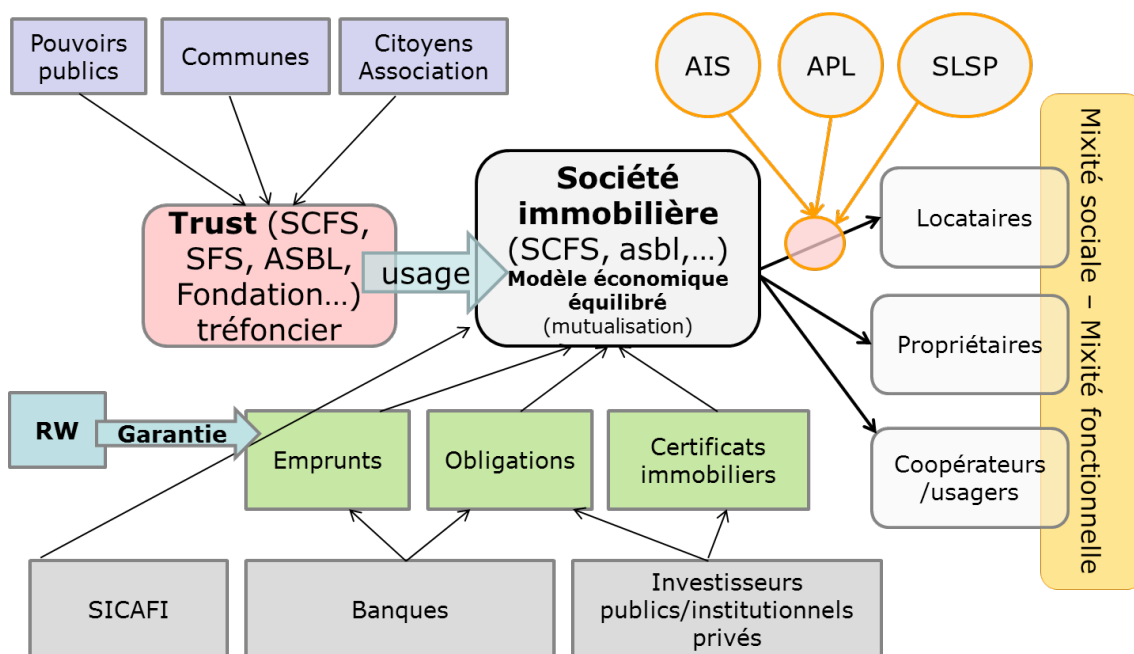 Pouvoirs
publics
Communes
Citoyens
Association
AIS
APL
SLSP
Trust (SCFS,
SFS, ASBL,
Fondation…)
tréfoncier
usage
Société
immobilière
(SCFS, asbl,…)
Modèle économique
équilibré
(mutualisation)
Locataires
Propriétaires
Coopérateurs
/usagers
Mixité sociale – Mixité fonctionnelle
RW
Garantie
Emprunts
Obligations
Certificats
immobiliers
SICAFI
Banques
Investisseurs
publics/institutionnels
privés